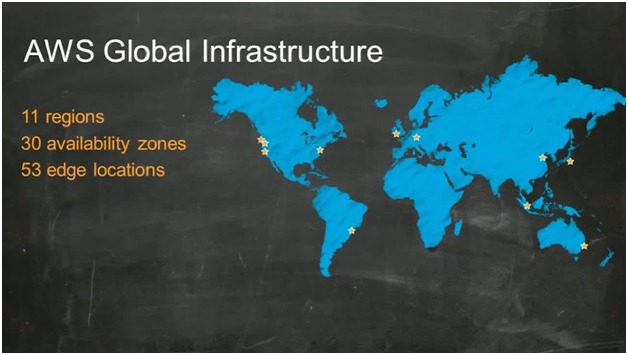 AWS Global Infrastructure
11 regions
30 availability zones
53 edge locations